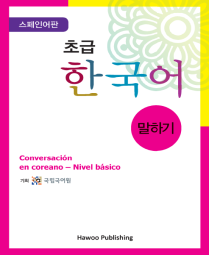 스페인어판
초급
한국어
말하기
Conversación
en coreano – Nivel básico
기획 국립국어원
Hawoo Publishing